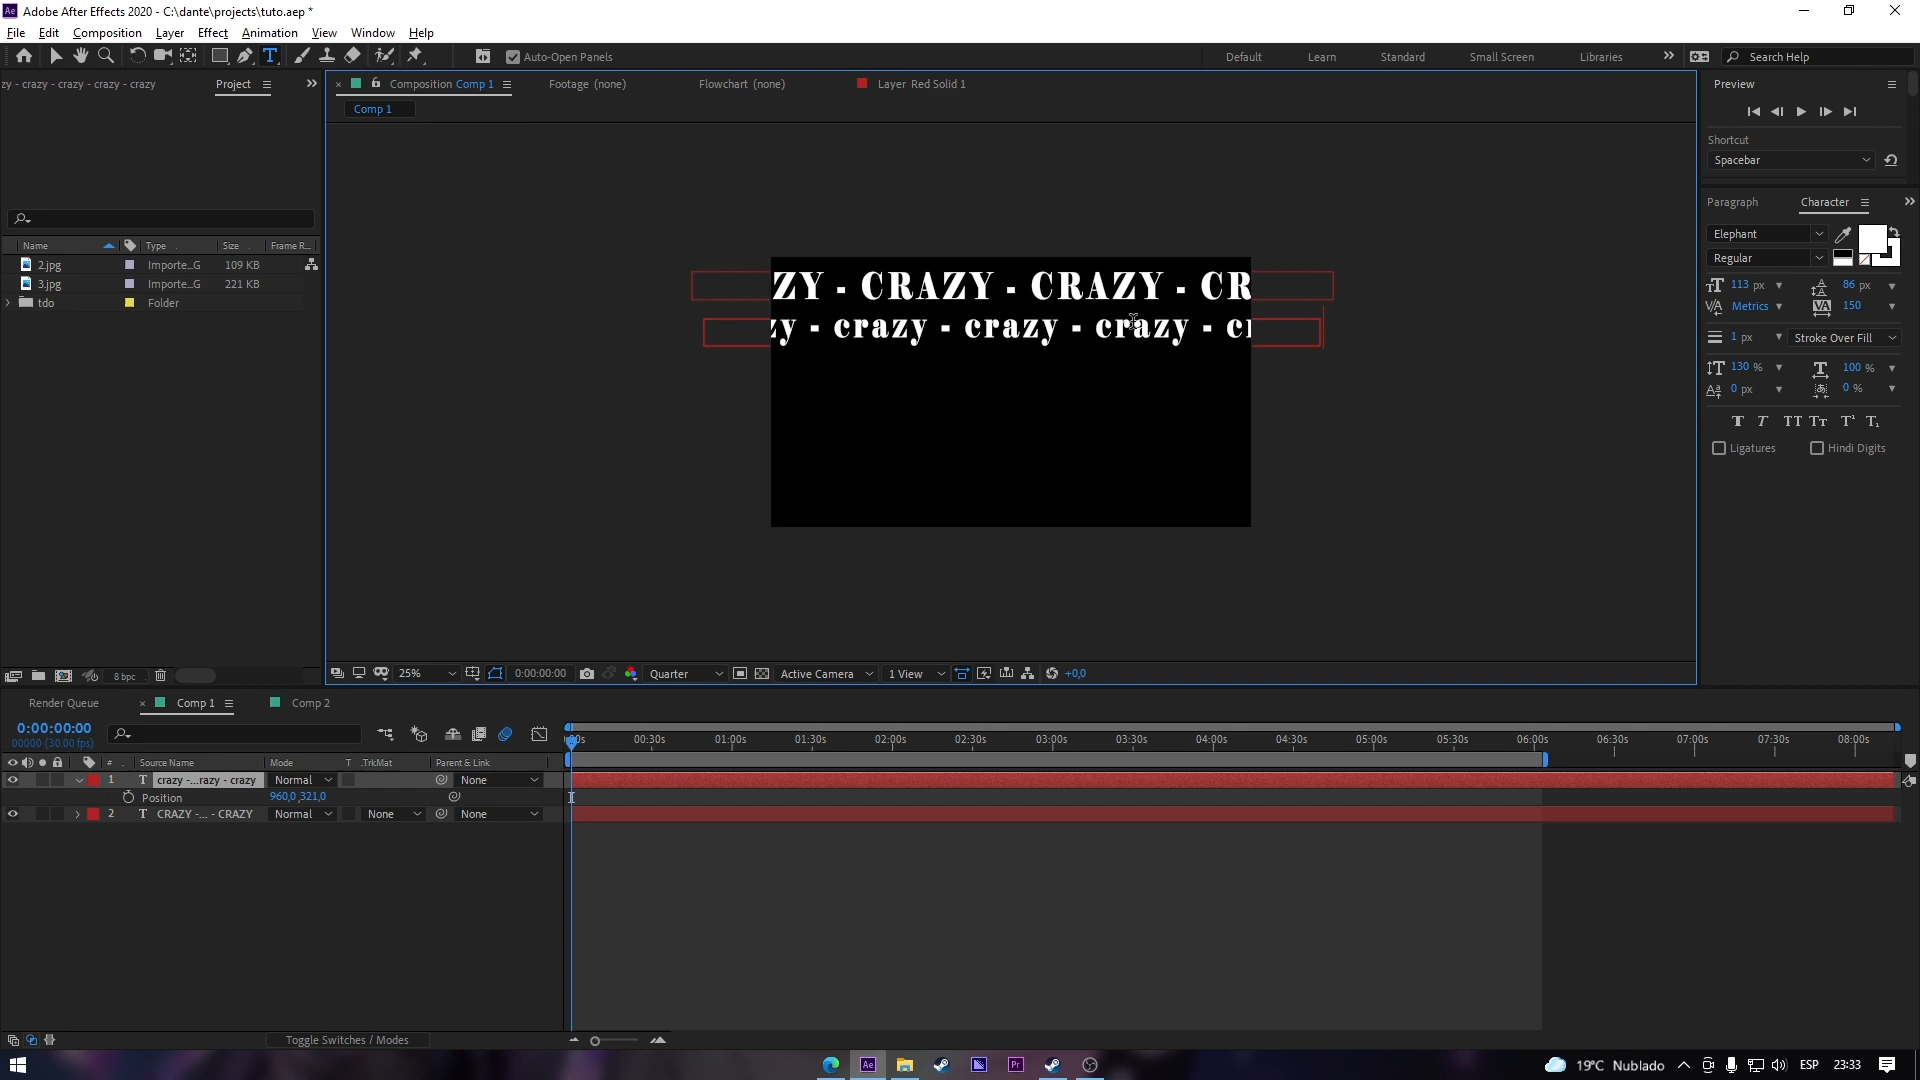 Ae Adobe After Effects 2020 - C:\dante\projects\tuto.aep *
File Edit Composition Layer Effect Animation View Window Help
Auto-Open Panels Default Learn Standard Small Screen Libraries Search Help
zy - crazy - crazy - crazy - crazy Project
Composition Comp 1 Footage (none) Flowchart (none) Layer Red Solid 1
Comp 1
Preview
Shortcut
Spacebar
Paragraph Character
Elephant
Regular
113 px 86 px
Metrics 150
1 px Stroke Over Fill
130 % 100 %
0 px 0 %
Ligatures Hindi Digits
Name Type Size Frame R...
2.jpg Importe...G 109 KB
3.jpg Importe...G 221 KB
tdo Folder
ZY - CRAZY - CRAZY - CR
zy - crazy - crazy - crazy - cr
8 bpc
25% 0:00:00:00 Quarter Active Camera 1 View +0,0
Render Queue Comp 1 Comp 2
0:00:00:00
00000 (30.00 fps)
00s 00:30s 01:00s 01:30s 02:00s 02:30s 03:00s 03:30s 04:00s 04:30s 05:00s 05:30s 06:00s 06:30s 07:00s 07:30s 08:00s
# Source Name Mode T .TrkMat Parent & Link
1 T crazy -...razy - crazy Normal None
Position 960,0,321,0
2 T CRAZY -... - CRAZY Normal None None
Toggle Switches / Modes
Ae Pr 19°C Nublado ESP 23:33